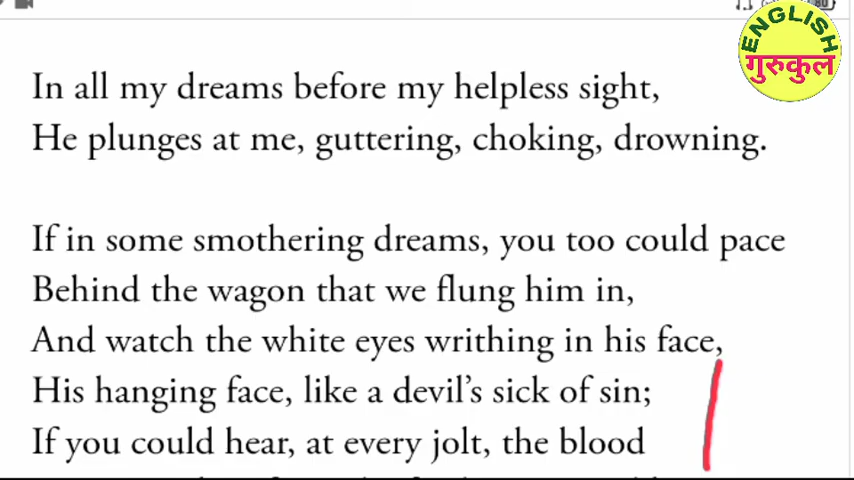 ENGLISH
गुरुकुल
In all my dreams before my helpless sight,
He plunges at me, guttering, choking, drowning.
If in some smothering dreams, you too could pace
Behind the wagon that we flung him in,
And watch the white eyes writhing in his face,
His hanging face, like a devil’s sick of sin;
If you could hear, at every jolt, the blood